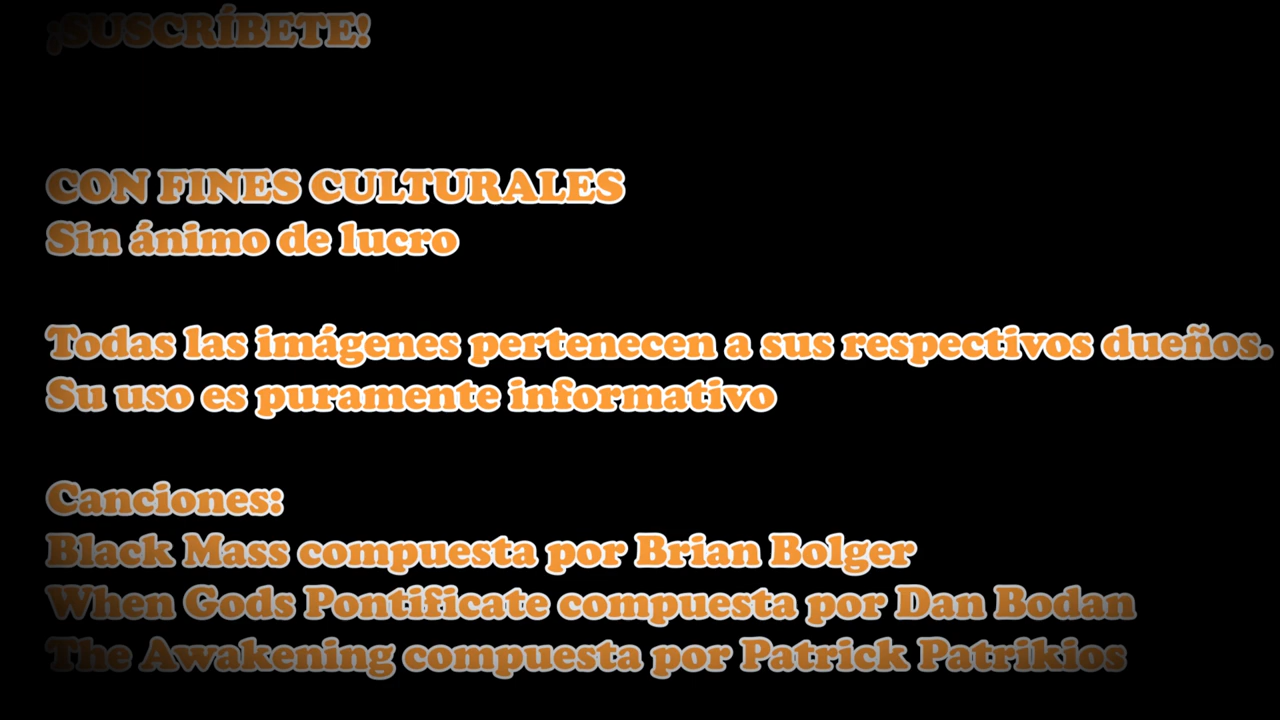 ¡SUSCRÍBETE!
CON FINES CULTURALES
Sin ánimo de lucro
Todas las imágenes pertenecen a sus respectivos dueños.
Su uso es puramente informativo
Canciones:
Black Mass compuesta por Brian Bolger
When Gods Pontificate compuesta por Dan Bodan
The Awakening compuesta por Patrick Patrikios